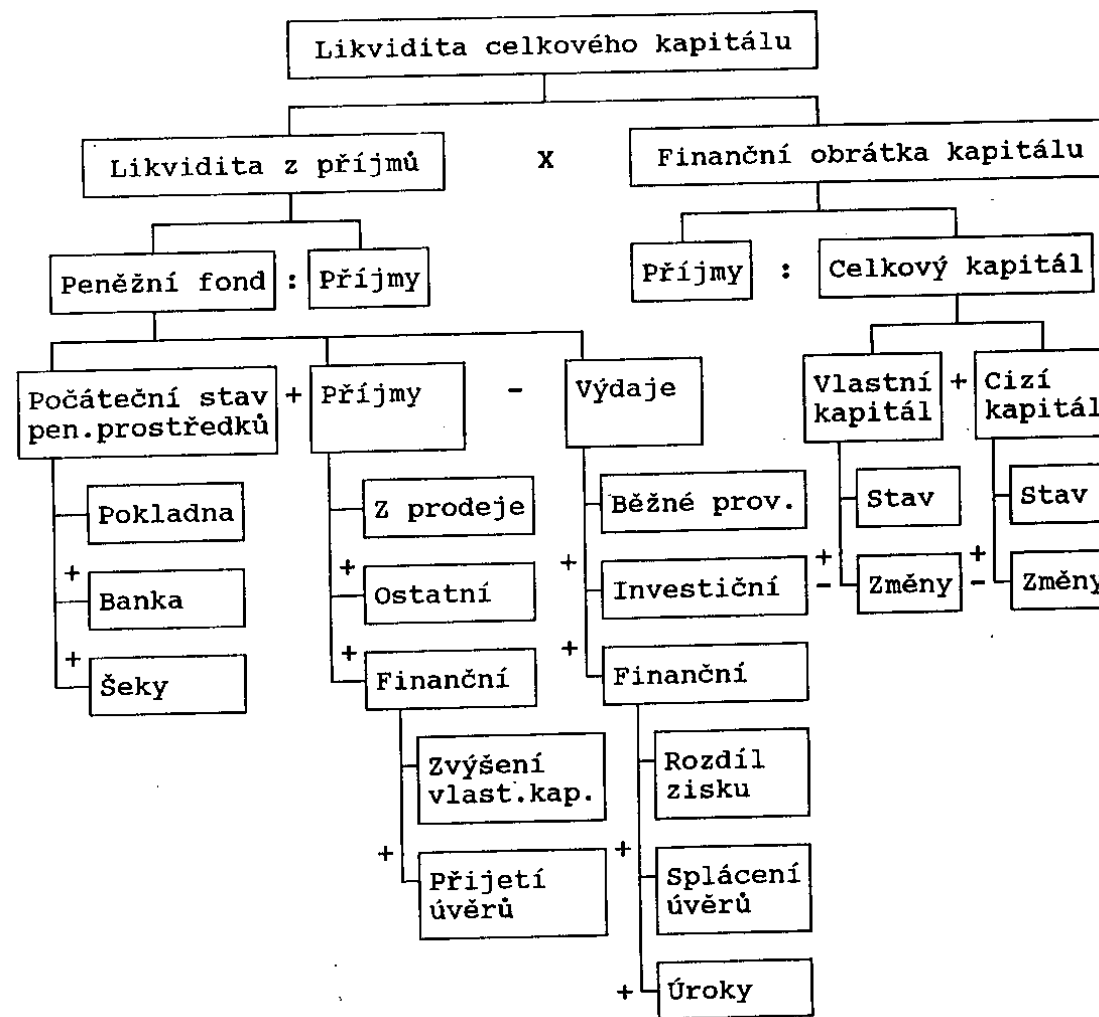 Likvidita celkového kapitálu
Likvidita z příjmů X Finanční obrátka kapitálu
Peněžní fond : Příjmy Příjmy : Celkový kapitál
Počáteční stav pen.prostředků + Příjmy - Výdaje Vlastní kapitál + Cizí kapitál
Pokladna Z prodeje Běžné prov. Stav Stav
+ + + + +
Banka Ostatní Investiční - Změny - Změny
+ + +
Šeky Finanční Finanční
Zvýšení Rozdíl
vlast.kap. zisku
+ +
Přijetí Splácení
úvěrů úvěrů
+ Úroky